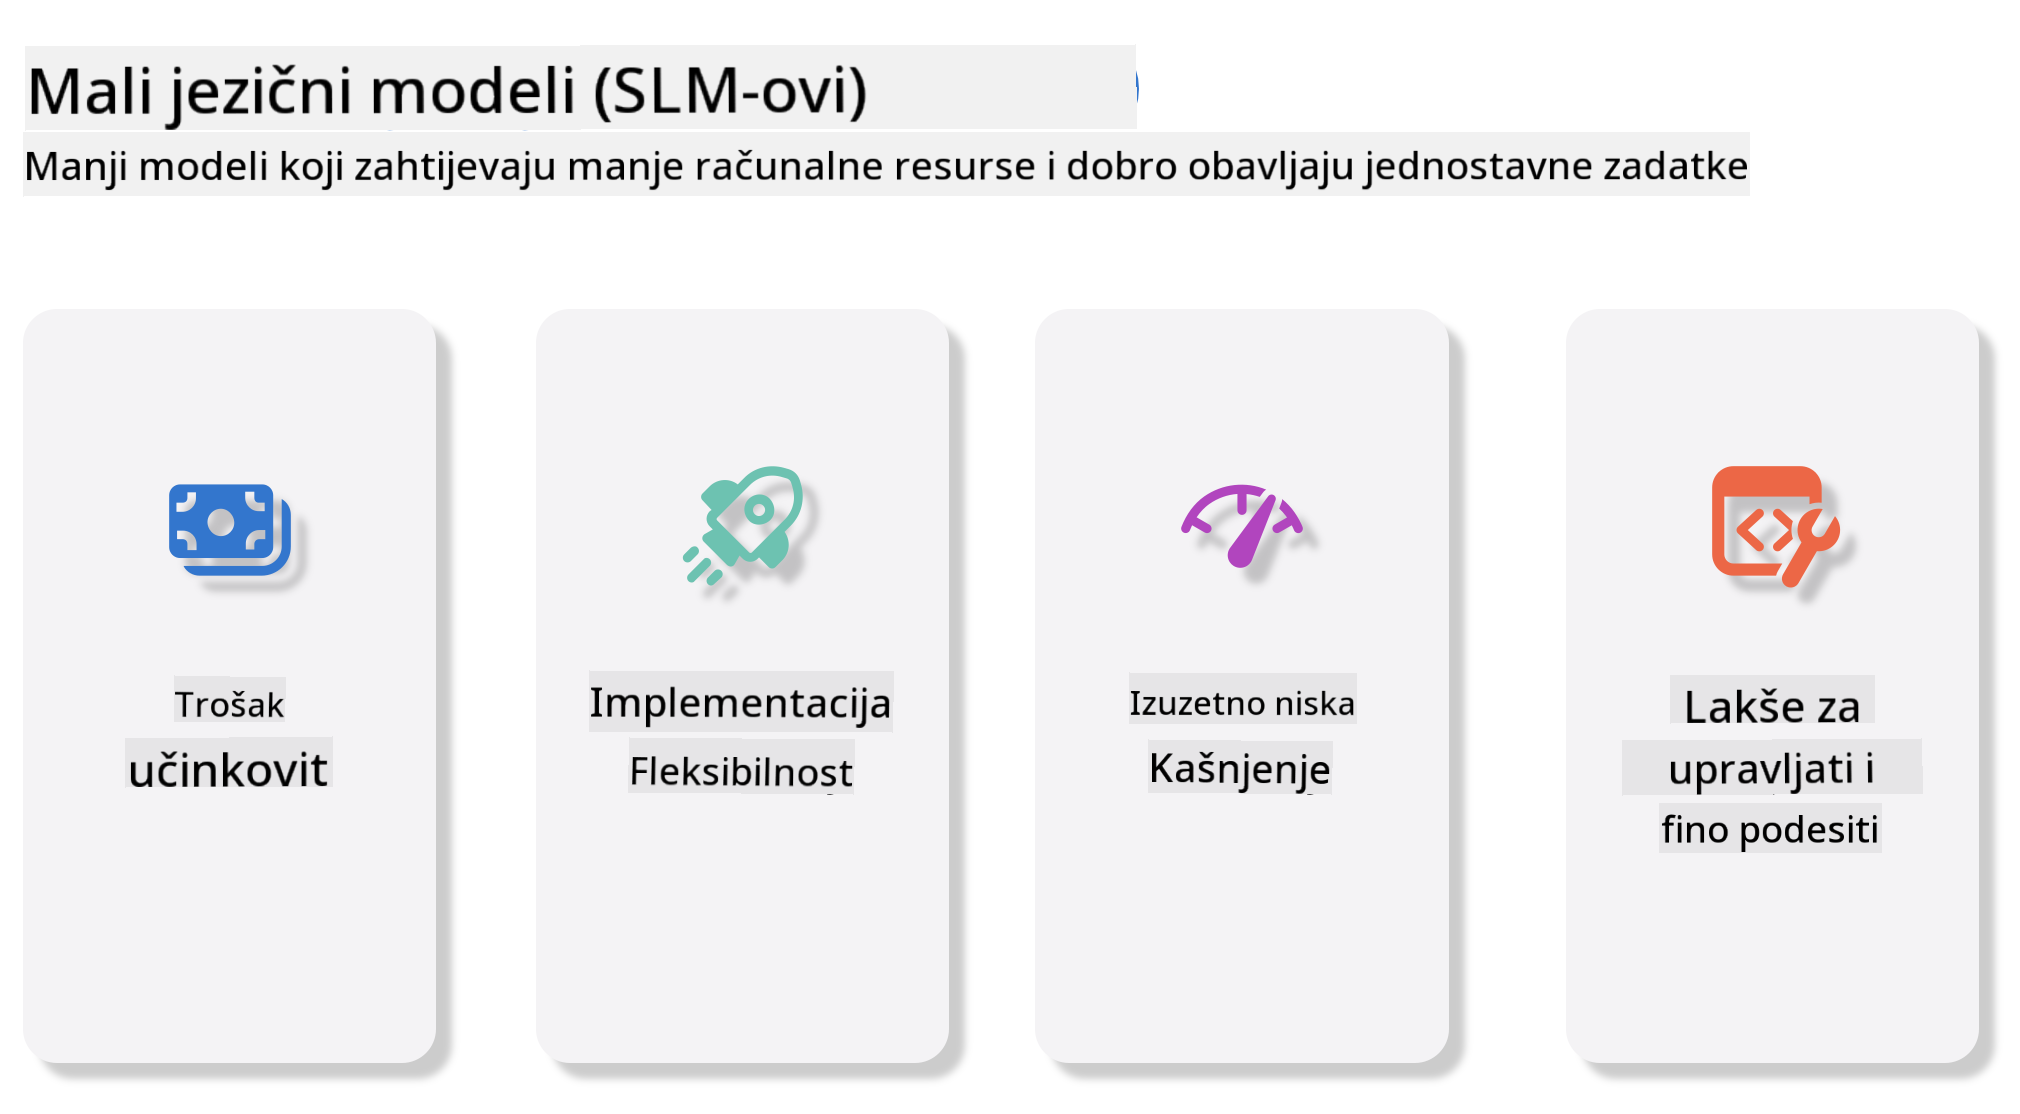 Mali jezični modeli (SLM-ovi)
Manji modeli koji zahtijevaju manje računalne resurse i dobro obavljaju jednostavne zadatke
Trošak
učinkovit
Implementacija
Fleksibilnost
Izuzetno niska
Kašnjenje
Lakše za
upravljati i
fino podesiti